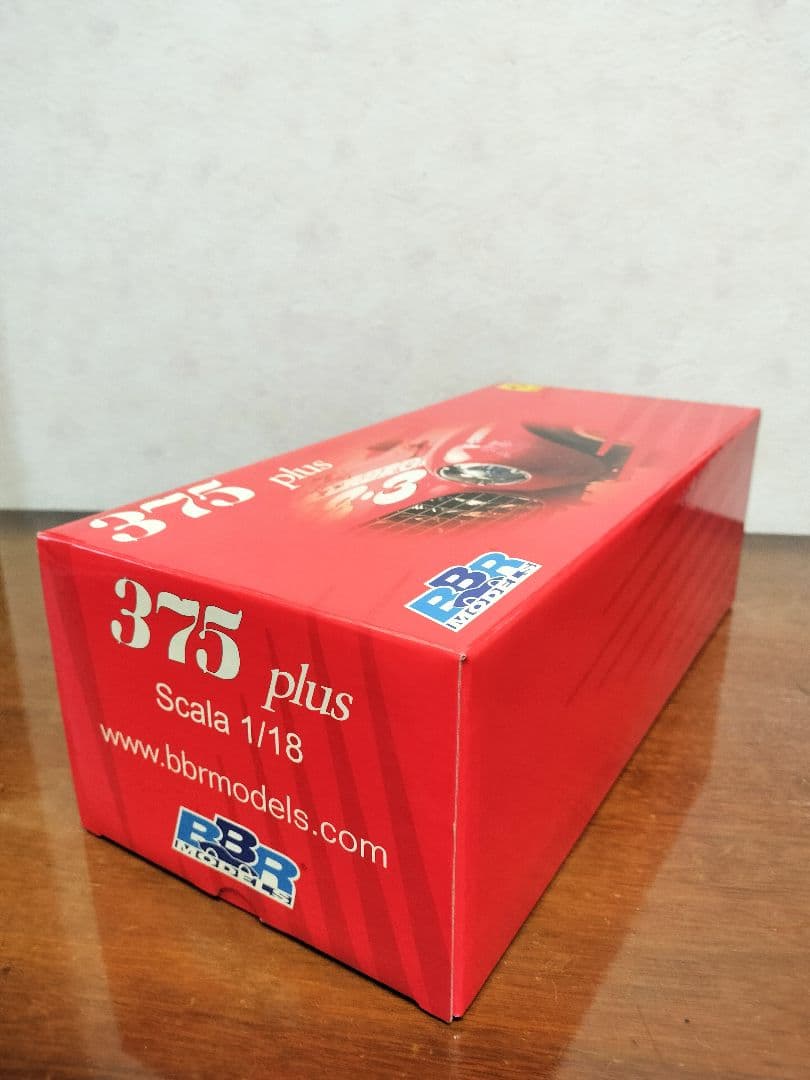 375 plus
BBR
MODELS
375 plus
Scala 1/18
www.bbrmodels.com
BBR
MODELS